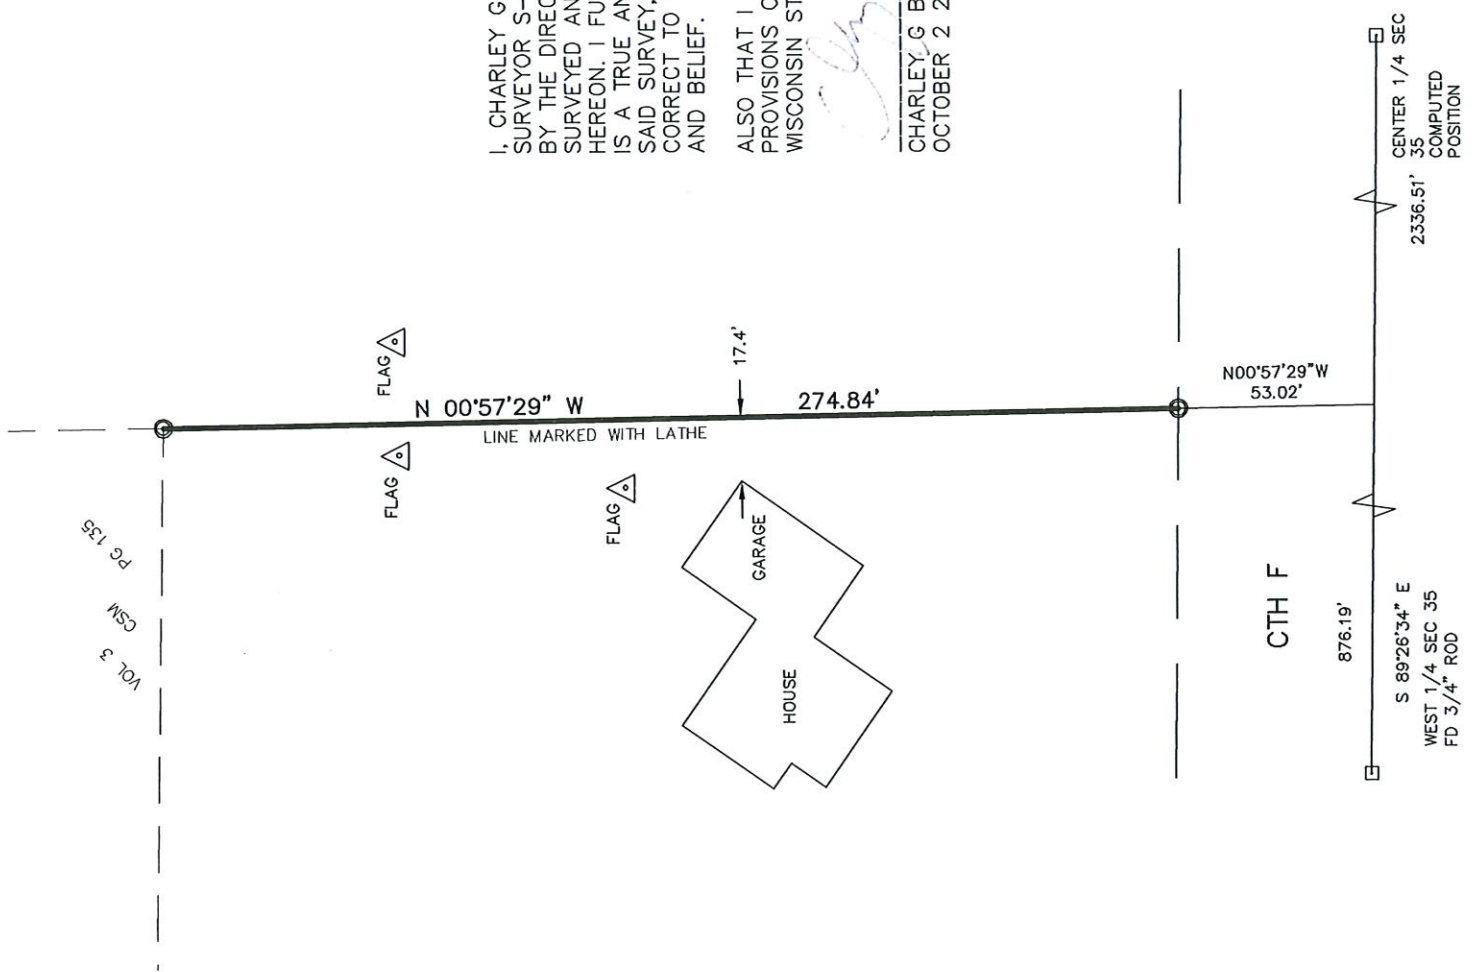 I, CHARLEY G
SURVEYOR S-
BY THE DIREC
SURVEYED AN
HEREON. I FU
IS A TRUE AN
SAID SURVEY,
CORRECT TO
AND BELIEF.
ALSO THAT I
PROVISIONS O
WISCONSIN ST
CHARLEY G B
OCTOBER 2 2
FLAG
17.4'
N 00°57'29" W
274.84'
LINE MARKED WITH LATHE
FLAG
FLAG
VOL 3 CSM PG 135
GARAGE
HOUSE
N00°57'29"W
53.02'
CTH F
876.19'
S 89°26'34" E
WEST 1/4 SEC 35
FD 3/4" ROD
2336.51'
CENTER 1/4 SEC
35
COMPUTED
POSITION